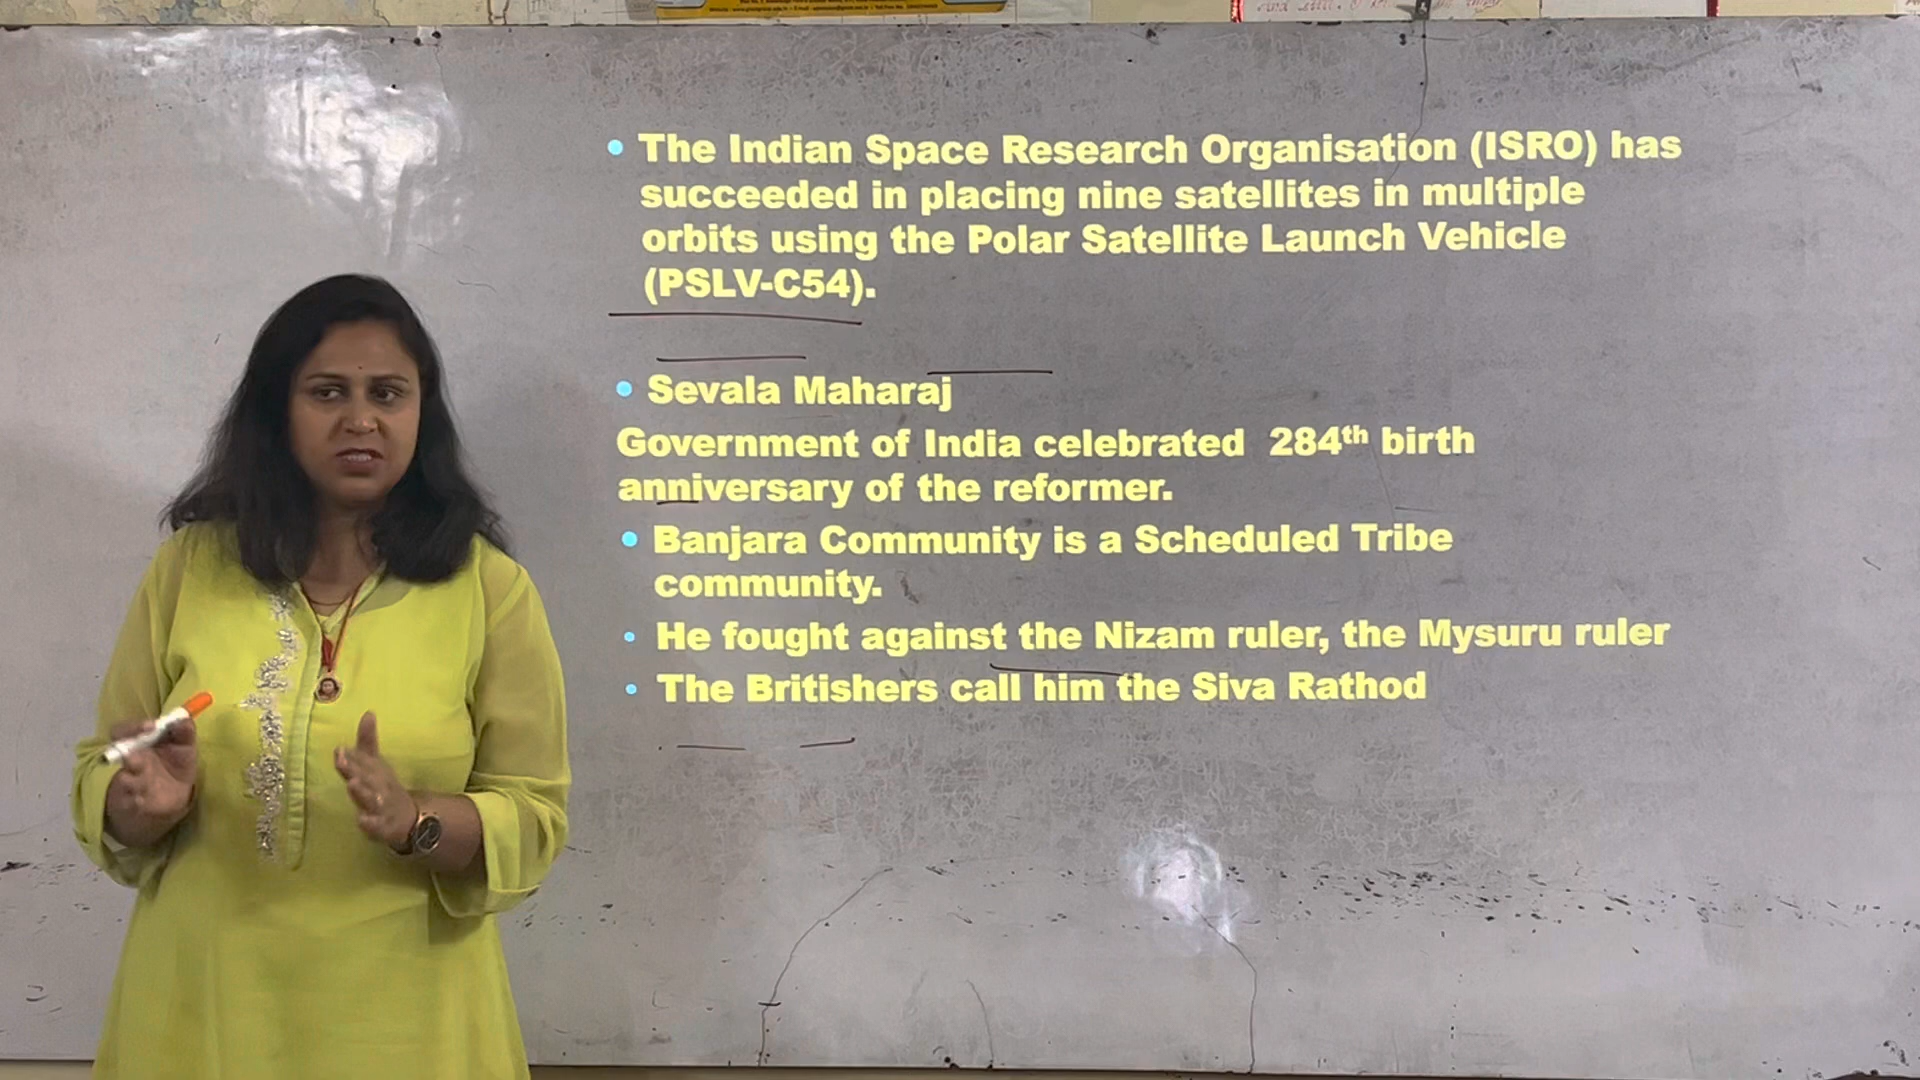 • The Indian Space Research Organisation (ISRO) has
succeeded in placing nine satellites in multiple
orbits using the Polar Satellite Launch Vehicle
(PSLV-C54).
• Sevala Maharaj
Government of India celebrated 284th birth
anniversary of the reformer.
• Banjara Community is a Scheduled Tribe
community.
• He fought against the Nizam ruler, the Mysuru ruler
• The Britishers call him the Siva Rathod